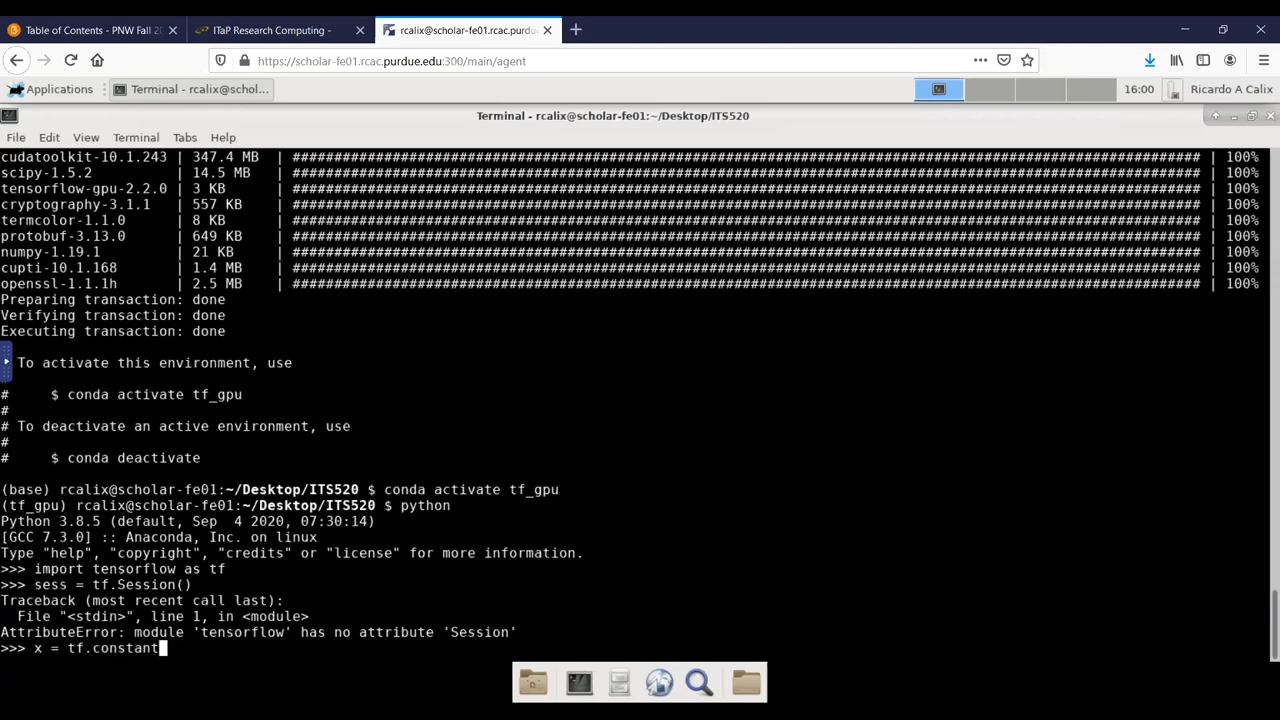 Table of Contents - PNW Fall 20
ITaP Research Computing -
rcalix@scholar-fe01.rcac.purdu
https://scholar-fe01.rcac.purdue.edu:300/main/agent
Applications
Terminal - rcalix@schol...
16:00
Ricardo A Calix
Terminal - rcalix@scholar-fe01:~/Desktop/ITS520
File Edit View Terminal Tabs Help
cudatoolkit-10.1.243 | 347.4 MB | ############################################################################################################## | 100%
scipy-1.5.2 | 14.5 MB | ############################################################################################################## | 100%
tensorflow-gpu-2.2.0 | 3 KB | ############################################################################################################## | 100%
cryptography-3.1.1 | 557 KB | ############################################################################################################## | 100%
termcolor-1.1.0 | 8 KB | ############################################################################################################## | 100%
protobuf-3.13.0 | 649 KB | ############################################################################################################## | 100%
numpy-1.19.1 | 21 KB | ############################################################################################################## | 100%
cupti-10.1.168 | 1.4 MB | ############################################################################################################## | 100%
openssl-1.1.1h | 2.5 MB | ############################################################################################################## | 100%
Preparing transaction: done
Verifying transaction: done
Executing transaction: done
To activate this environment, use
# $ conda activate tf_gpu
#
# To deactivate an active environment, use
#
# $ conda deactivate
(base) rcalix@scholar-fe01:~/Desktop/ITS520 $ conda activate tf_gpu
(tf_gpu) rcalix@scholar-fe01:~/Desktop/ITS520 $ python
Python 3.8.5 (default, Sep 4 2020, 07:30:14)
[GCC 7.3.0] :: Anaconda, Inc. on linux
Type "help", "copyright", "credits" or "license" for more information.
>>> import tensorflow as tf
>>> sess = tf.Session()
Traceback (most recent call last):
File "<stdin>", line 1, in <module>
AttributeError: module 'tensorflow' has no attribute 'Session'
>>> x = tf.constant